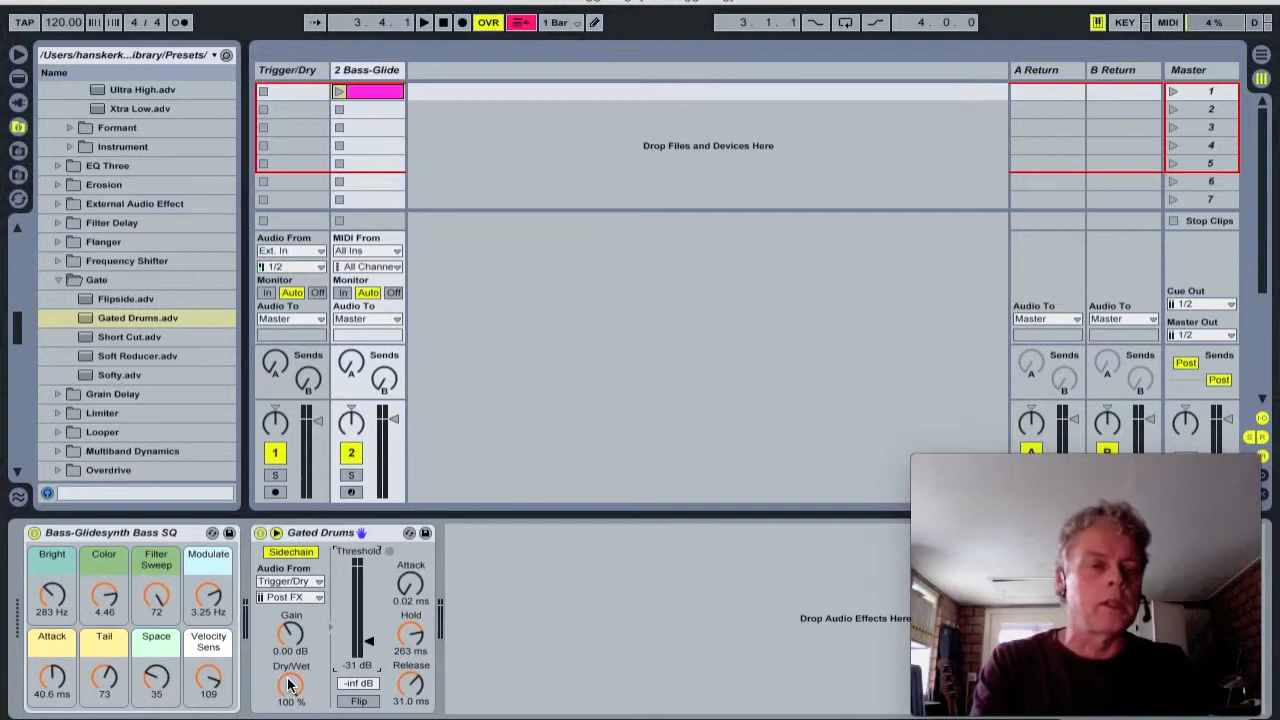 TAP 120.00 4 / 4 3. 4. 1 OVR 1 Bar 3. 1. 1 4. 0. 0 KEY MIDI 4 % D
/Users/hanskerk...ibrary/Presets/
Name
Ultra High.adv
Xtra Low.adv
Formant
Instrument
EQ Three
Erosion
External Audio Effect
Filter Delay
Flanger
Frequency Shifter
Gate
Flipside.adv
Gated Drums.adv
Short Cut.adv
Soft Reducer.adv
Softy.adv
Grain Delay
Limiter
Looper
Multiband Dynamics
Overdrive
Trigger/Dry 2 Bass-Glide A Return B Return Master
1
2
3
4
5
6
7
Drop Files and Devices Here
Stop Clips
Audio From MIDI From
Ext. In All Ins
1/2 All Channe
Monitor Monitor
In Auto Off In Auto Off
Audio To Audio To Audio To Audio To
Master Master Master Master
Cue Out
1/2
Master Out
1/2
Sends Sends Sends Sends Sends
A A A A Post
B B B B Post
1 2 A B
S S S R
Bass-Glidesynth Bass SQ
Bright Color Filter Sweep Modulate
283 Hz 4.46 72 3.25 Hz
Attack Tail Space Velocity Sens
40.6 ms 73 35 109
Gated Drums
Sidechain Threshold
Audio From
Trigger/Dry
Post FX
Gain
0.00 dB
Dry/Wet
100 %
-31 dB
-inf dB
Flip
Attack
0.02 ms
Hold
263 ms
Release
31.0 ms
Drop Audio Effects Here